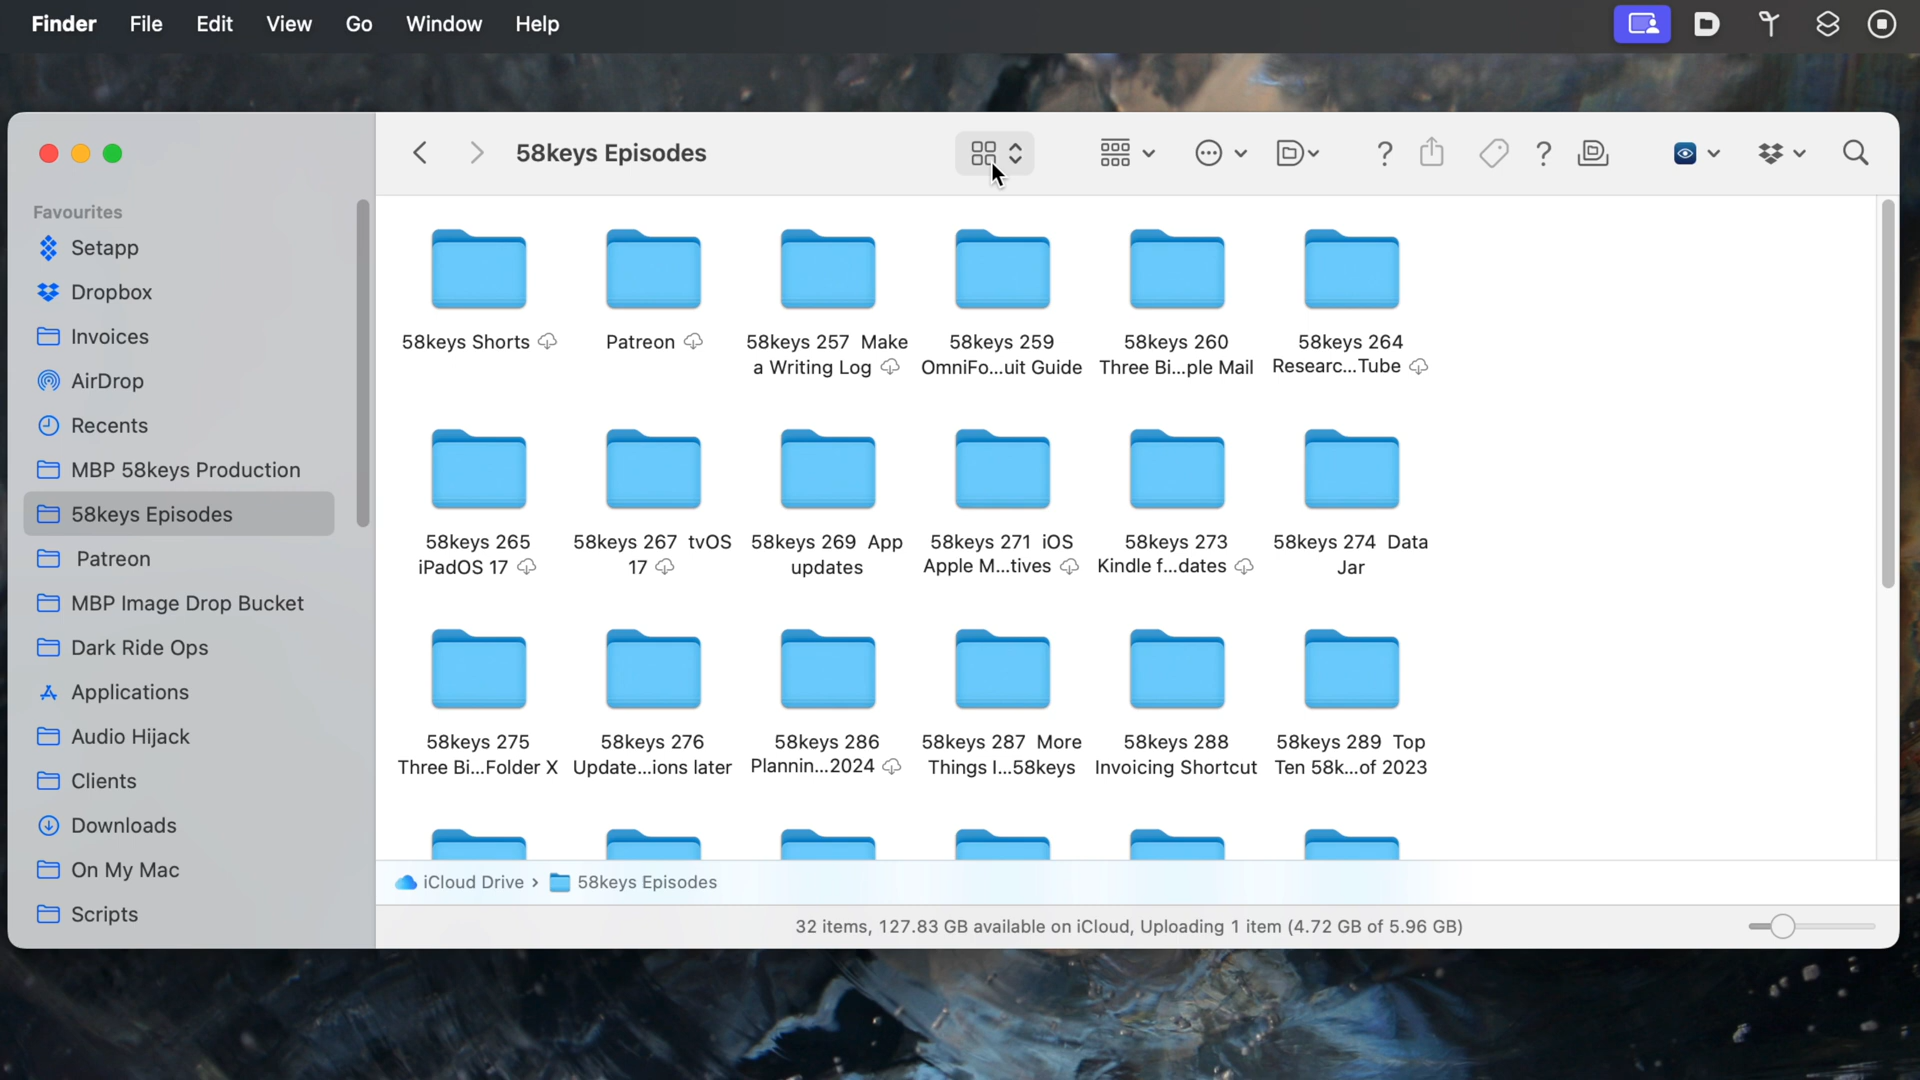 Finder File Edit View Go Window Help
58keys Episodes
Favourites
Setapp
Dropbox
Invoices
AirDrop
Recents
MBP 58keys Production
58keys Episodes
Patreon
MBP Image Drop Bucket
Dark Ride Ops
Applications
Audio Hijack
Clients
Downloads
On My Mac
Scripts
58keys Shorts
Patreon
58keys 257 Make
a Writing Log
58keys 259
OmniFo...uit Guide
58keys 260
Three Bi...ple Mail
58keys 264
Researc...Tube
58keys 265
iPadOS 17
58keys 267 tvOS
17
58keys 269 App
updates
58keys 271 iOS
Apple M...tives
58keys 273
Kindle f...dates
58keys 274 Data
Jar
58keys 275
Three Bi...Folder X
58keys 276
Update...ions later
58keys 286
Plannin...2024
58keys 287 More
Things I...58keys
58keys 288
Invoicing Shortcut
58keys 289 Top
Ten 58k...of 2023
iCloud Drive › 58keys Episodes
32 items, 127.83 GB available on iCloud, Uploading 1 item (4.72 GB of 5.96 GB)